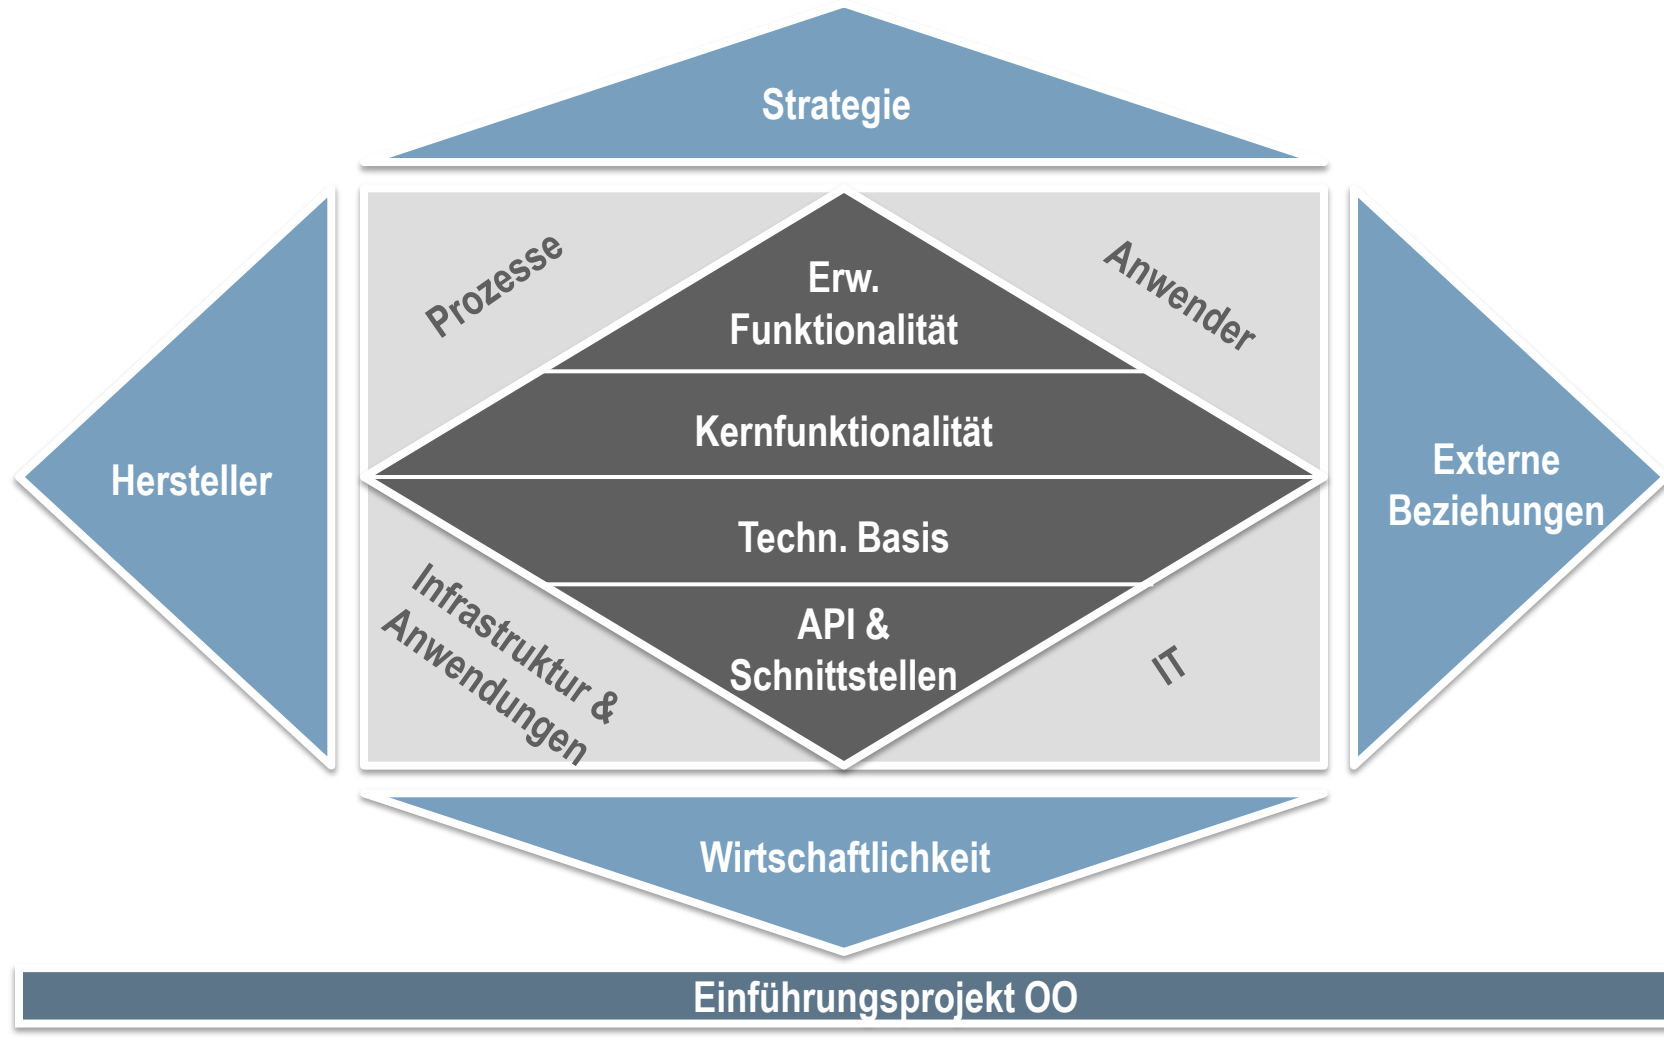 Strategie
Prozesse
Anwender
Erw.
Funktionalität
Kernfunktionalität
Hersteller
Externe
Beziehungen
Techn. Basis
Infrastruktur &
Anwendungen
API &
Schnittstellen
IT
Wirtschaftlichkeit
Einführungsprojekt OO